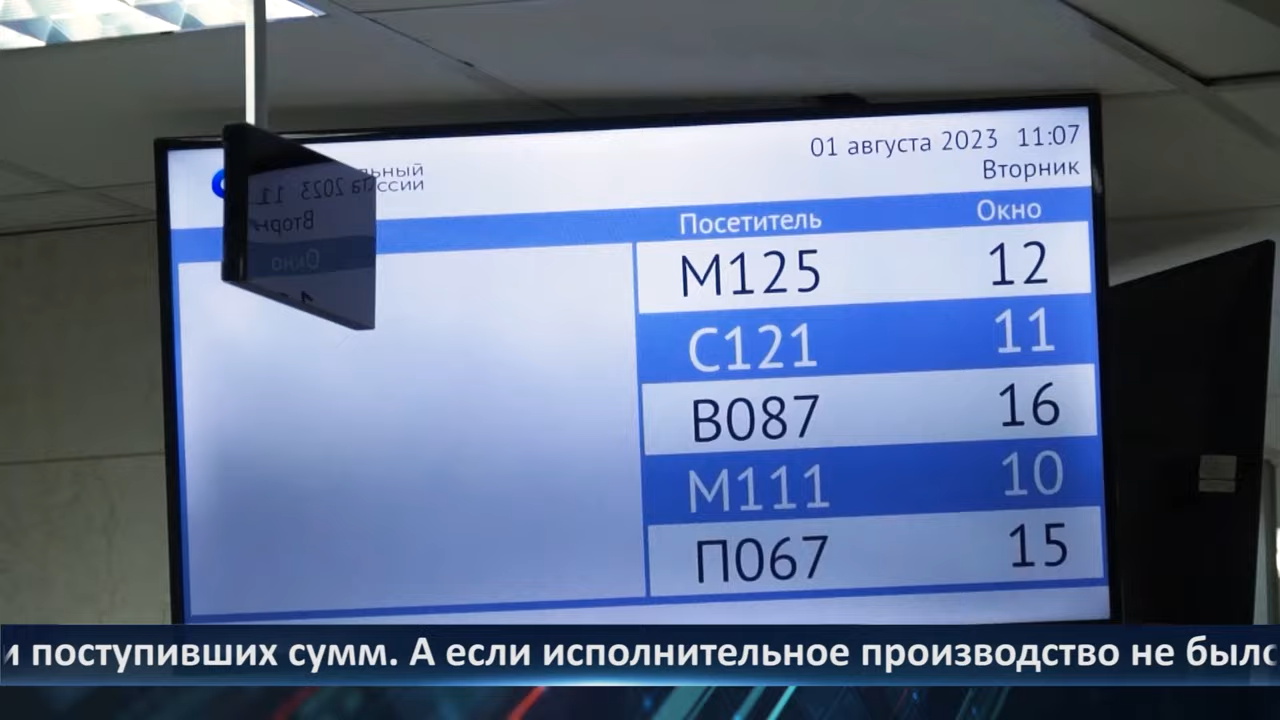 01 августа 2023 11:07
Вторник
Посетитель Окно
М125 12
С121 11
В087 16
М111 10
П067 15
поступивших сумм. А если исполнительное производство не было